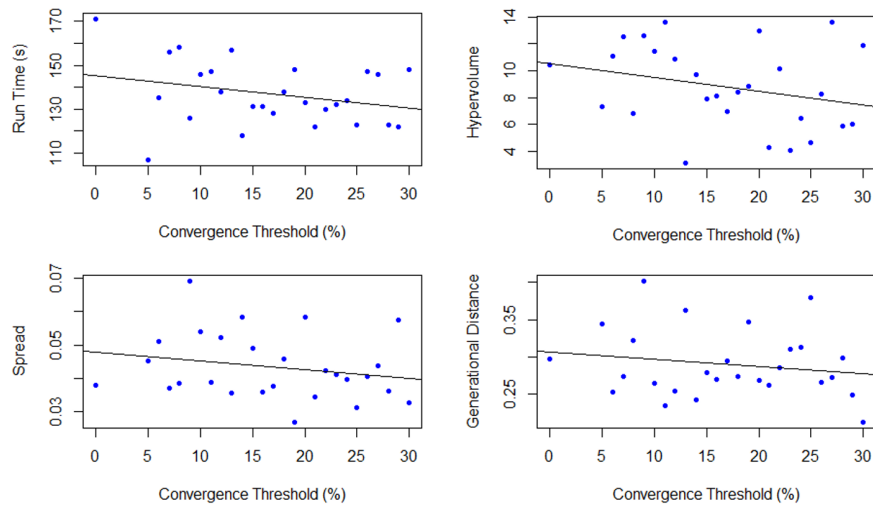 Run Time (s)
170
150
130
110
0 5 10 15 20 25 30
Convergence Threshold (%)
Hypervolume
14
10
8
6
4
0 5 10 15 20 25 30
Convergence Threshold (%)
Spread
0.07
0.05
0.03
0 5 10 15 20 25 30
Convergence Threshold (%)
Generational Distance
0.35
0.25
0 5 10 15 20 25 30
Convergence Threshold (%)